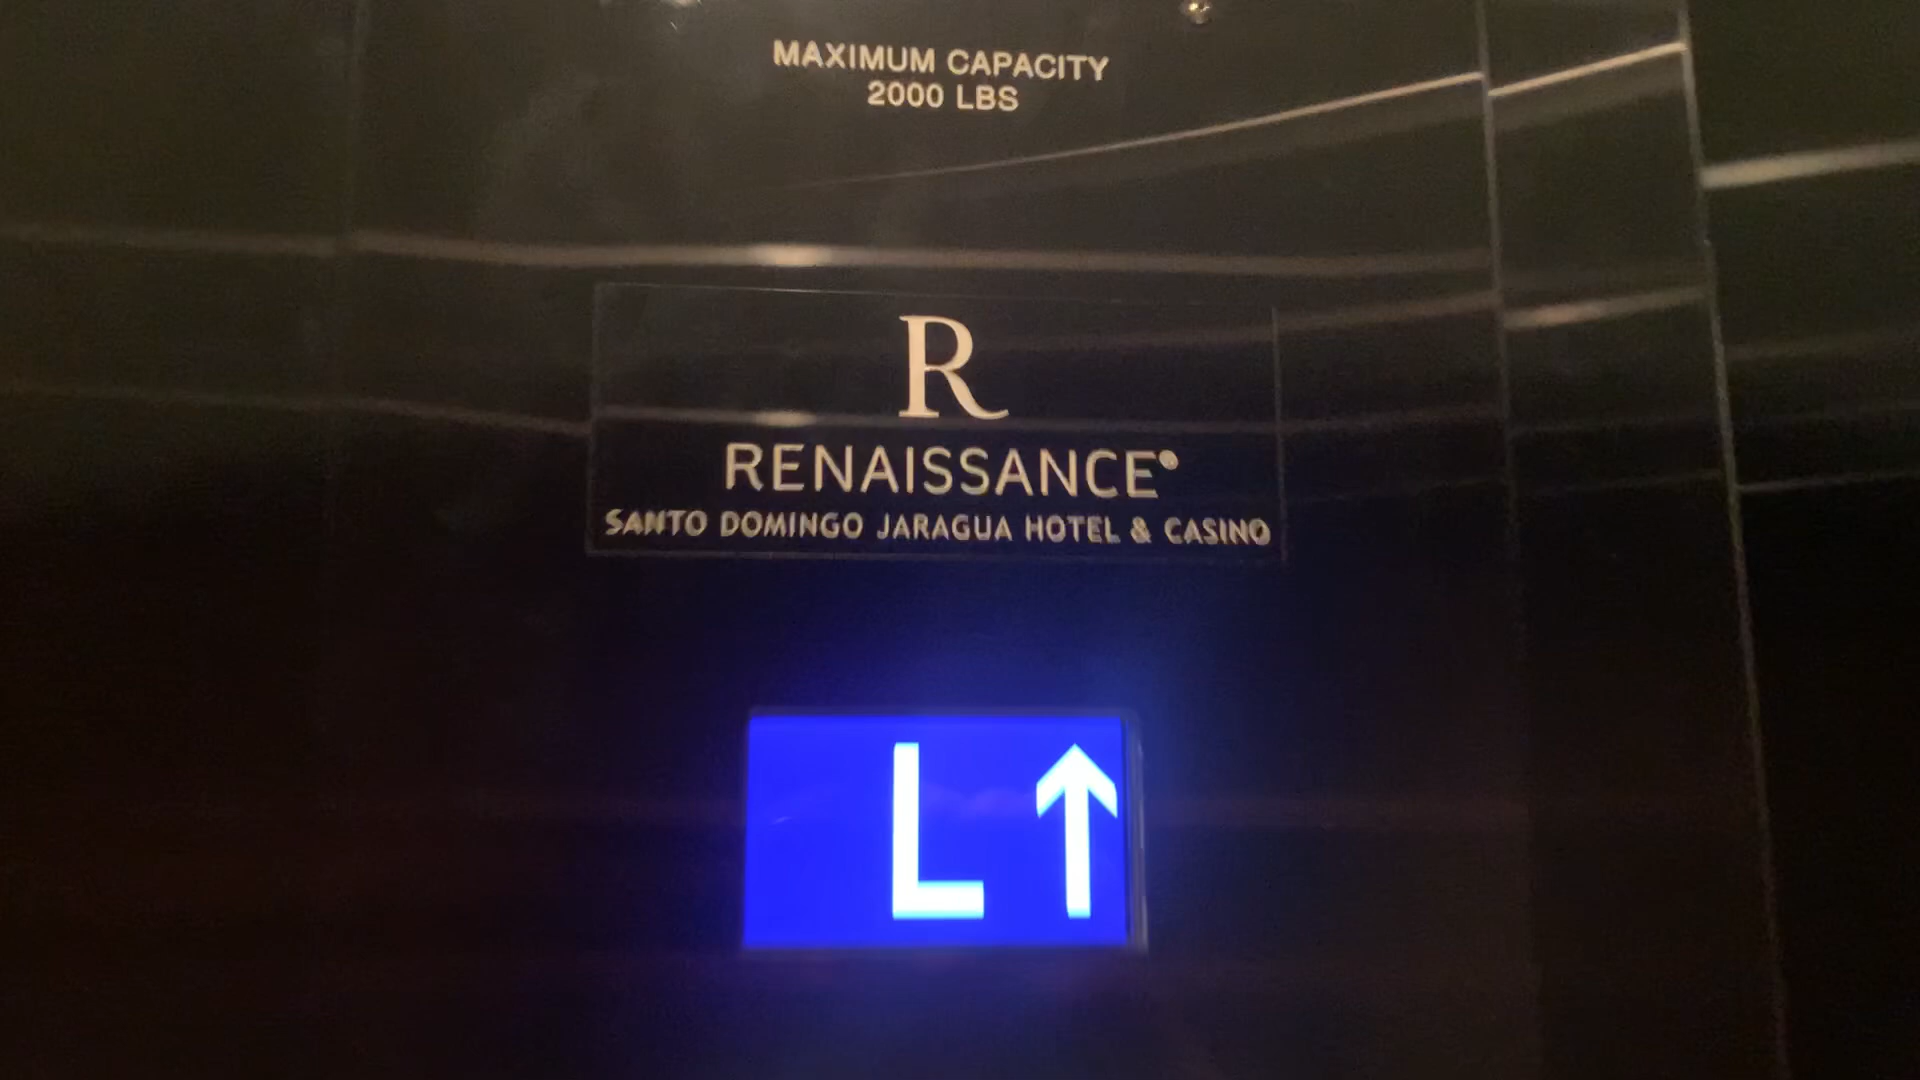 MAXIMUM CAPACITY
2000 LBS
R
RENAISSANCE®
SANTO DOMINGO JARAGUA HOTEL & CASINO
L↑